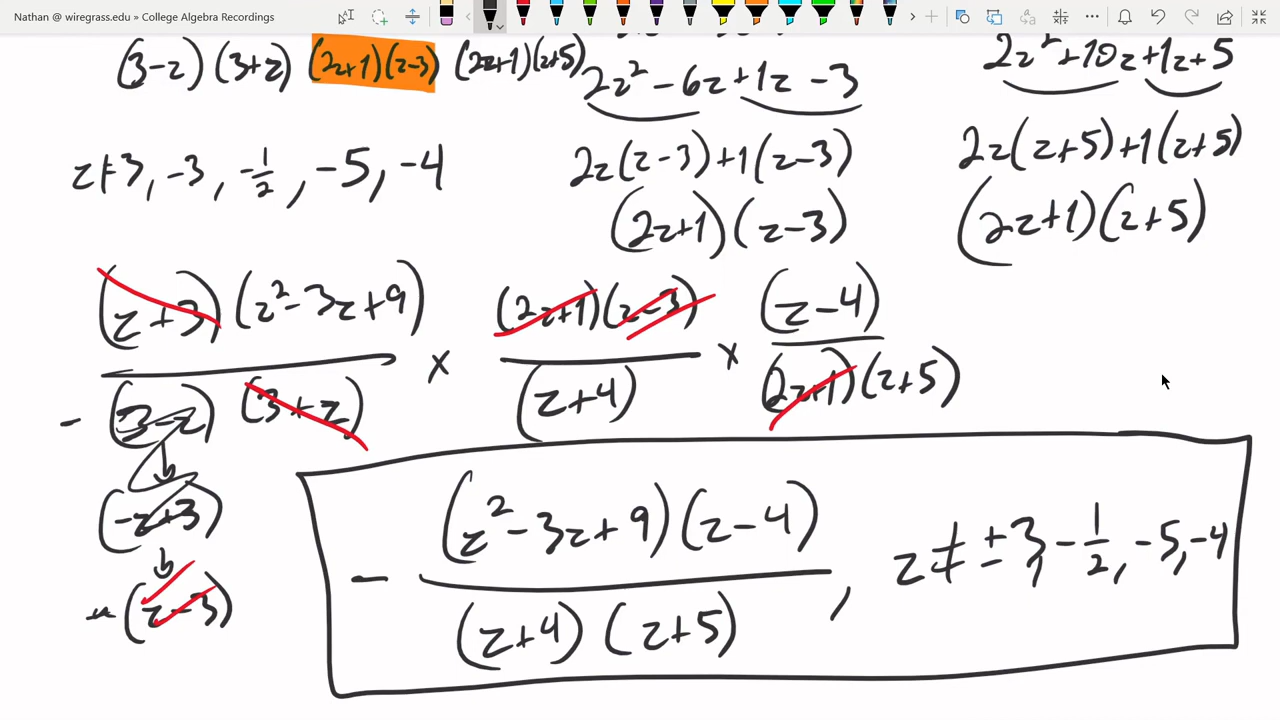 Nathan @ wiregrass.edu » College Algebra Recordings
(3-z) (3+z) (2z+1)(z-3) (2z+1)(z+5)
2z² - 6z + 1z - 3
2z² + 10z + 1z + 5
z ≠ 3, -3, -1/2, -5, -4
2z(z-3) + 1(z-3)
2z(z+5) + 1(z+5)
(2z+1)(z-3)
(2z+1)(z+5)
(z+3)(z²-3z+9) × (2z+1)(z-3) × (z-4)
- (3-z) (3+z) (z+4) (2z+1)(z+5)
(-z+3)
-(z-3)
- (z²-3z+9)(z-4) / (z+4)(z+5) , z ≠ ±3, -1/2, -5, -4